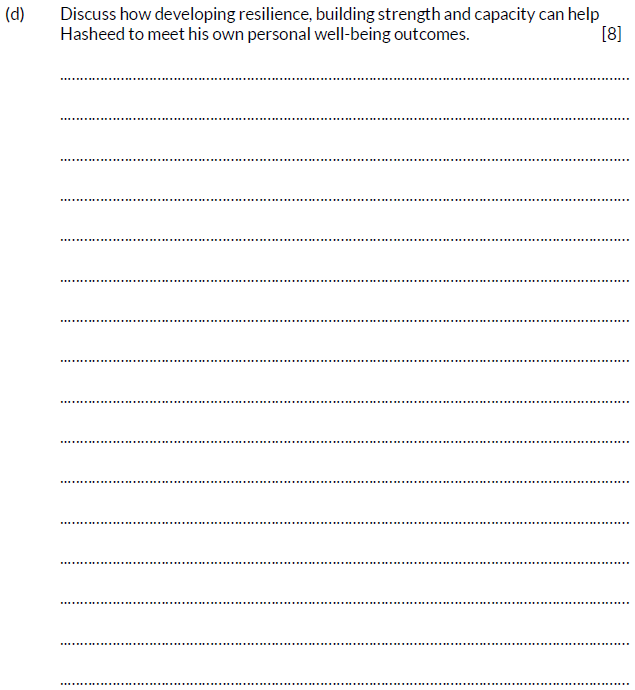 (d) Discuss how developing resilience, building strength and capacity can help
Hasheed to meet his own personal well-being outcomes. [8]